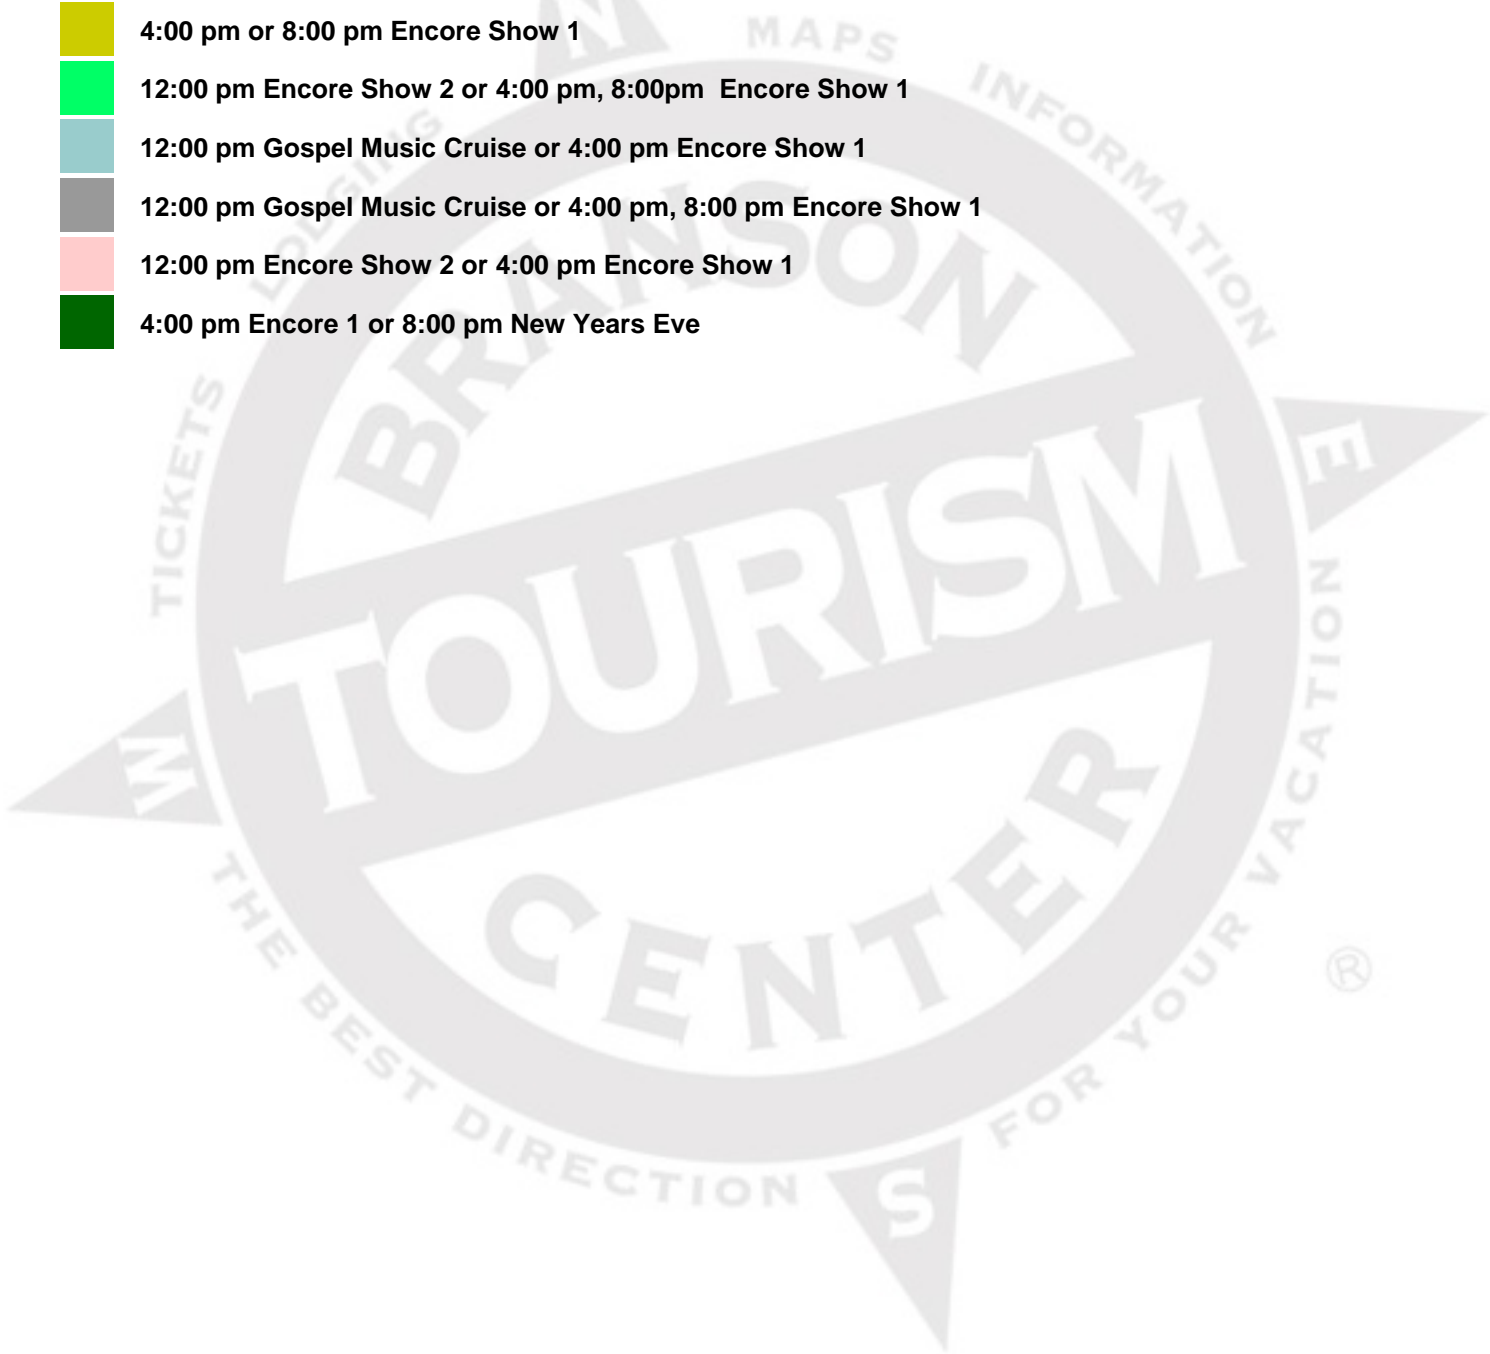 4:00 pm or 8:00 pm Encore Show 1
12:00 pm Encore Show 2 or 4:00 pm, 8:00pm  Encore Show 1
12:00 pm Gospel Music Cruise or 4:00 pm Encore Show 1
12:00 pm Gospel Music Cruise or 4:00 pm, 8:00 pm Encore Show 1
12:00 pm Encore Show 2 or 4:00 pm Encore Show 1
4:00 pm Encore 1 or 8:00 pm New Years Eve
N
TICKETS LODGING MAPS INFORMATION
BRANSON
TOURISM
CENTER
E
W
S
THE BEST DIRECTION FOR YOUR VACATION
®